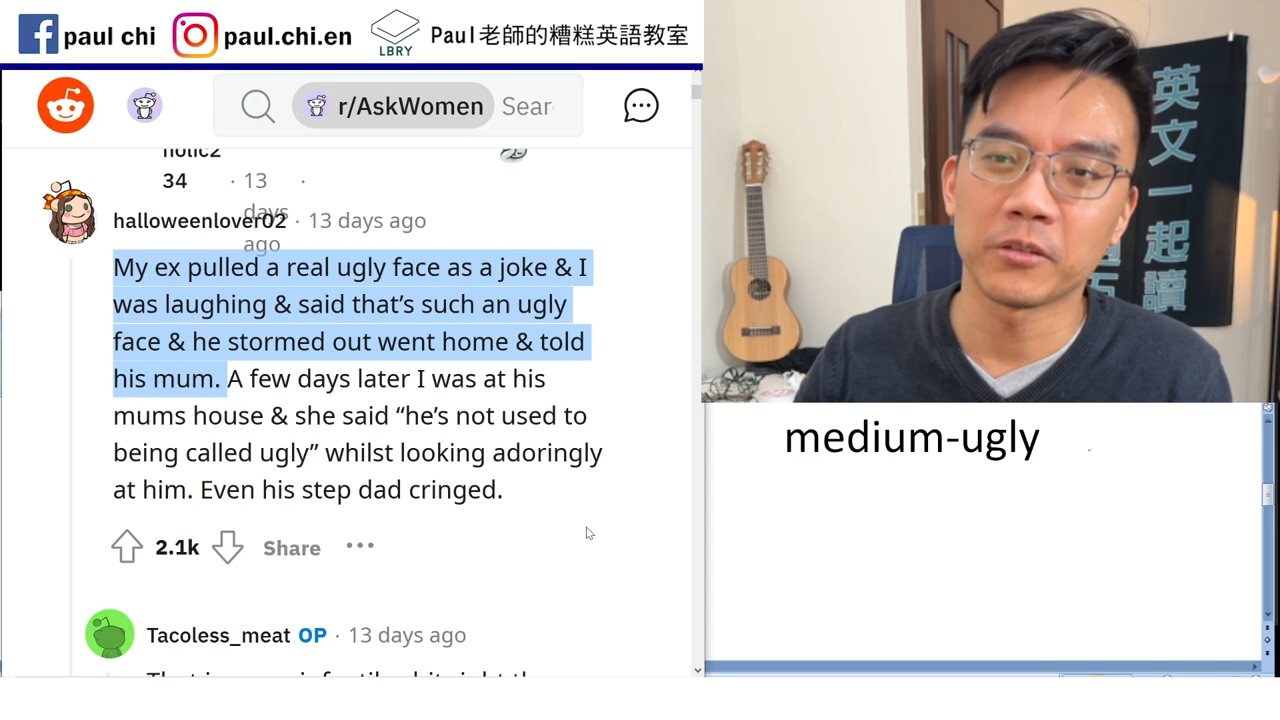 paul chi
paul.chi.en
LBRY
Paul老師的糟糕英語教室
r/AskWomen
Sear
34 · 13 days ago ·
halloweenlover02 · 13 days ago
My ex pulled a real ugly face as a joke & I
was laughing & said that’s such an ugly
face & he stormed out went home & told
his mum. A few days later I was at his
mums house & she said “he’s not used to
being called ugly” whilst looking adoringly
at him. Even his step dad cringed.
2.1k
Share
Tacoless_meat OP · 13 days ago
英文一起讀
medium-ugly